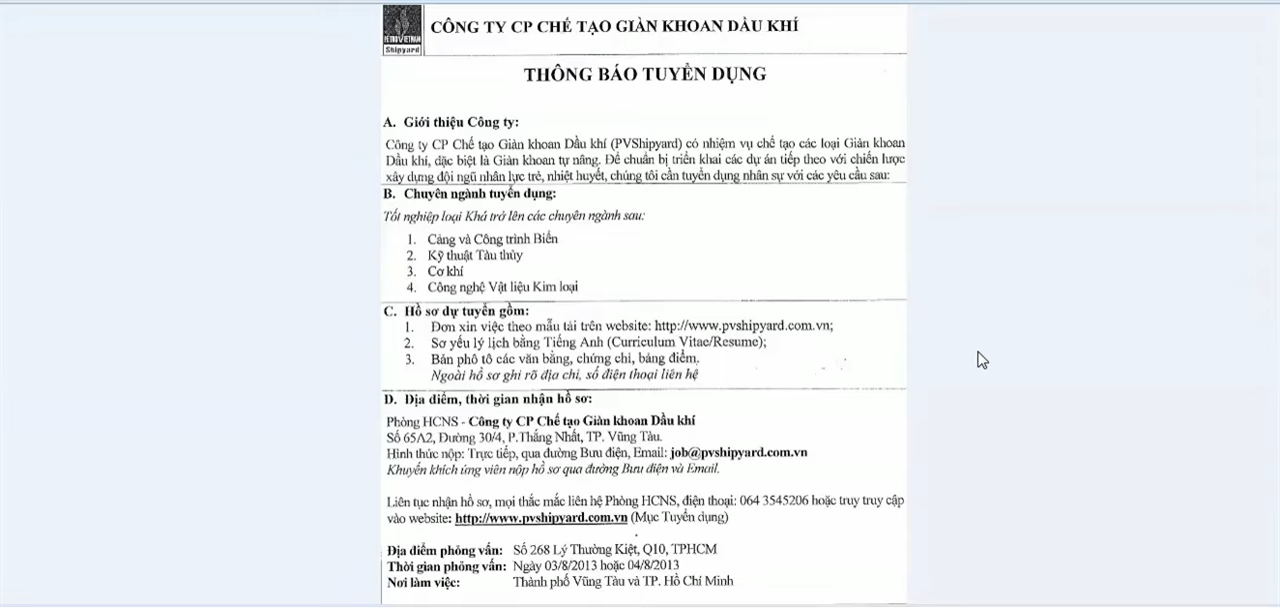 PETROVIETNAM
Shipyard
CÔNG TY CP CHẾ TẠO GIÀN KHOAN DẦU KHÍ
THÔNG BÁO TUYỂN DỤNG
A. Giới thiệu Công ty:
Công ty CP Chế tạo Giàn khoan Dầu khí (PVShipyard) có nhiệm vụ chế tạo các loại Giàn khoan
Dầu khí, đặc biệt là Giàn khoan tự nâng. Để chuẩn bị triển khai các dự án tiếp theo với chiến lược
xây dựng đội ngũ nhân lực trẻ, nhiệt huyết, chúng tôi cần tuyển dụng nhân sự với các yêu cầu sau:
B. Chuyên ngành tuyển dụng:
Tốt nghiệp loại Khá trở lên các chuyên ngành sau:
1. Cảng và Công trình Biển
2. Kỹ thuật Tàu thủy
3. Cơ khí
4. Công nghệ Vật liệu Kim loại
C. Hồ sơ dự tuyển gồm:
1. Đơn xin việc theo mẫu tải trên website: http://www.pvshipyard.com.vn;
2. Sơ yếu lý lịch bằng Tiếng Anh (Curriculum Vitae/Resume);
3. Bản phô tô các văn bằng, chứng chỉ, bảng điểm.
Ngoài hồ sơ ghi rõ địa chỉ, số điện thoại liên hệ
D. Địa điểm, thời gian nhận hồ sơ:
Phòng HCNS - Công ty CP Chế tạo Giàn khoan Dầu khí
Số 65A2, Đường 30/4, P.Thắng Nhất, TP. Vũng Tàu.
Hình thức nộp: Trực tiếp, qua đường Bưu điện, Email: job@pvshipyard.com.vn
Khuyến khích ứng viên nộp hồ sơ qua đường Bưu điện và Email.
Liên tục nhận hồ sơ, mọi thắc mắc liên hệ Phòng HCNS, điện thoại: 064 3545206 hoặc truy truy cập
vào website: http://www.pvshipyard.com.vn (Mục Tuyển dụng)
Địa điểm phỏng vấn: Số 268 Lý Thường Kiệt, Q10, TPHCM
Thời gian phỏng vấn: Ngày 03/8/2013 hoặc 04/8/2013
Nơi làm việc: Thành phố Vũng Tàu và TP. Hồ Chí Minh